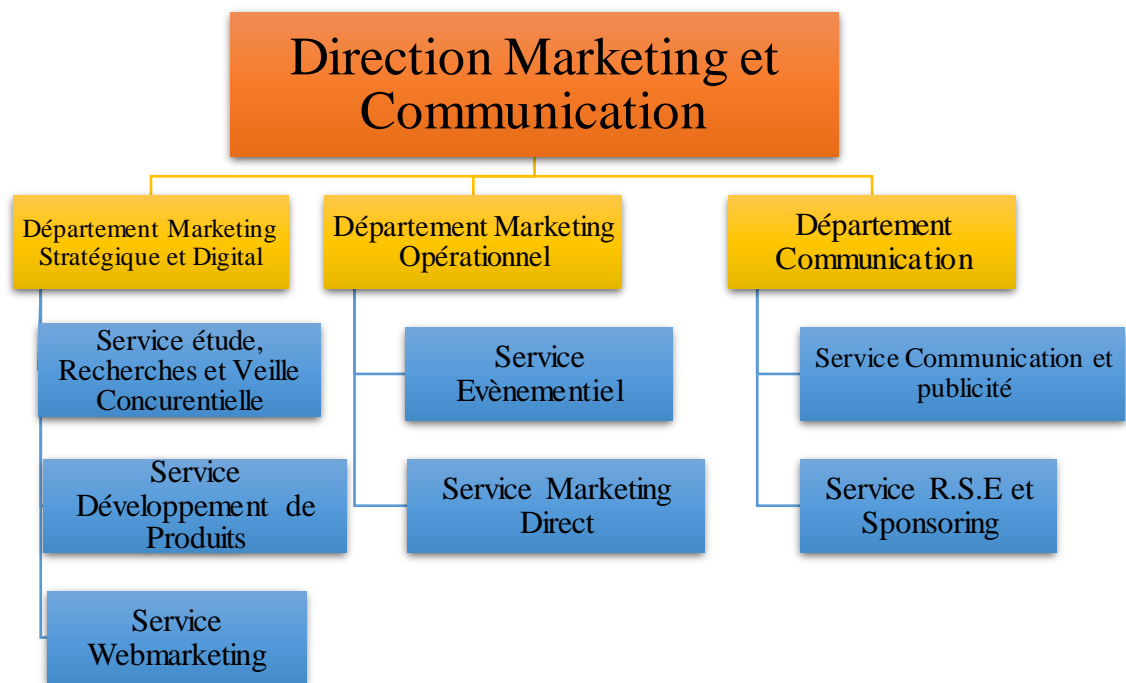 Direction Marketing et
Communication
Département Marketing
Stratégique et Digital
Département Marketing
Opérationnel
Département
Communication
Service étude,
Recherches et Veille
Concurentielle
Service
Evènementiel
Service Communication et
publicité
Service
Développement de
Produits
Service Marketing
Direct
Service R.S.E et
Sponsoring
Service
Webmarketing